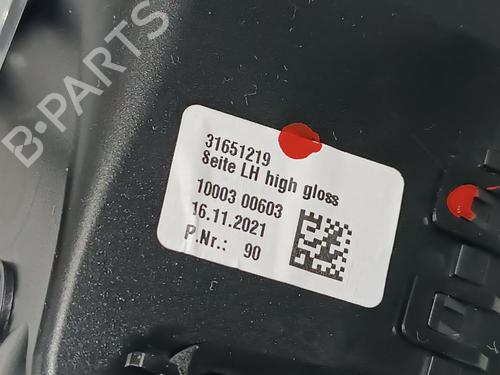 B-PARTS
31651219
Seite LH high gloss
10003 00603
16.11.2021
P.Nr.: 90